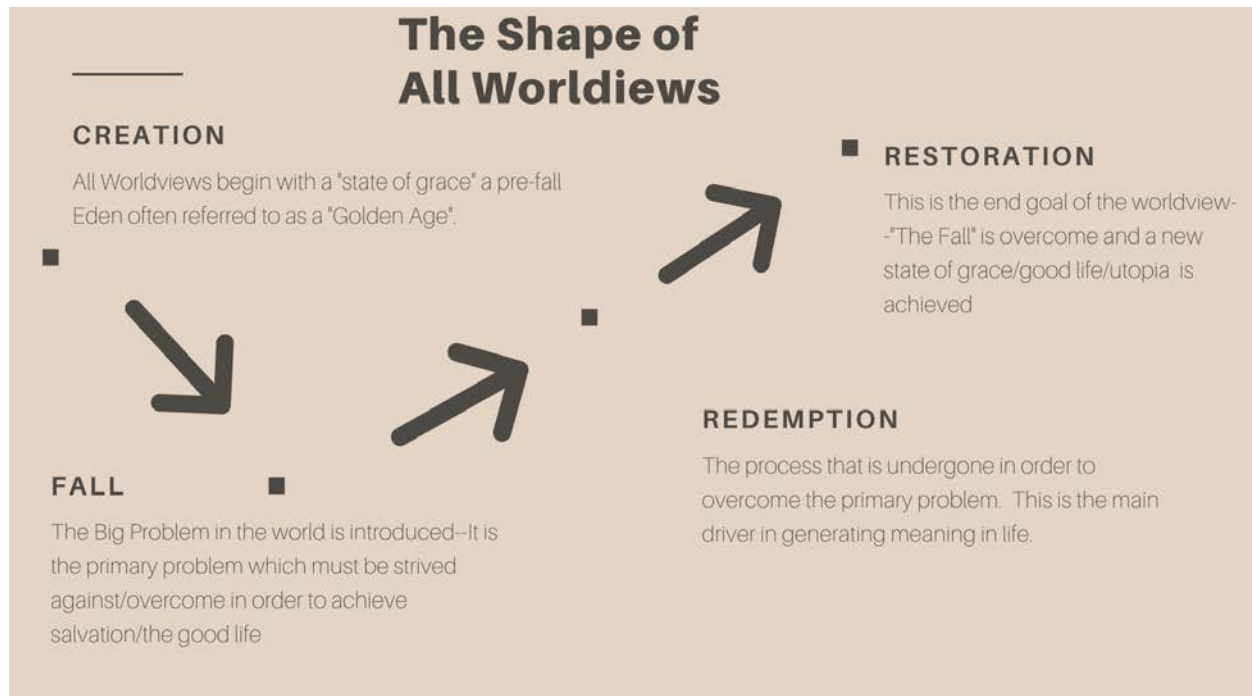 The Shape of
All Worldiews
CREATION
All Worldviews begin with a "state of grace" a pre-fall
Eden often referred to as a "Golden Age".
FALL
The Big Problem in the world is introduced--It is
the primary problem which must be strived
against/overcome in order to achieve
salvation/the good life
REDEMPTION
The process that is undergone in order to
overcome the primary problem.  This is the main
driver in generating meaning in life.
RESTORATION
This is the end goal of the worldview-
-"The Fall" is overcome and a new
state of grace/good life/utopia  is
achieved